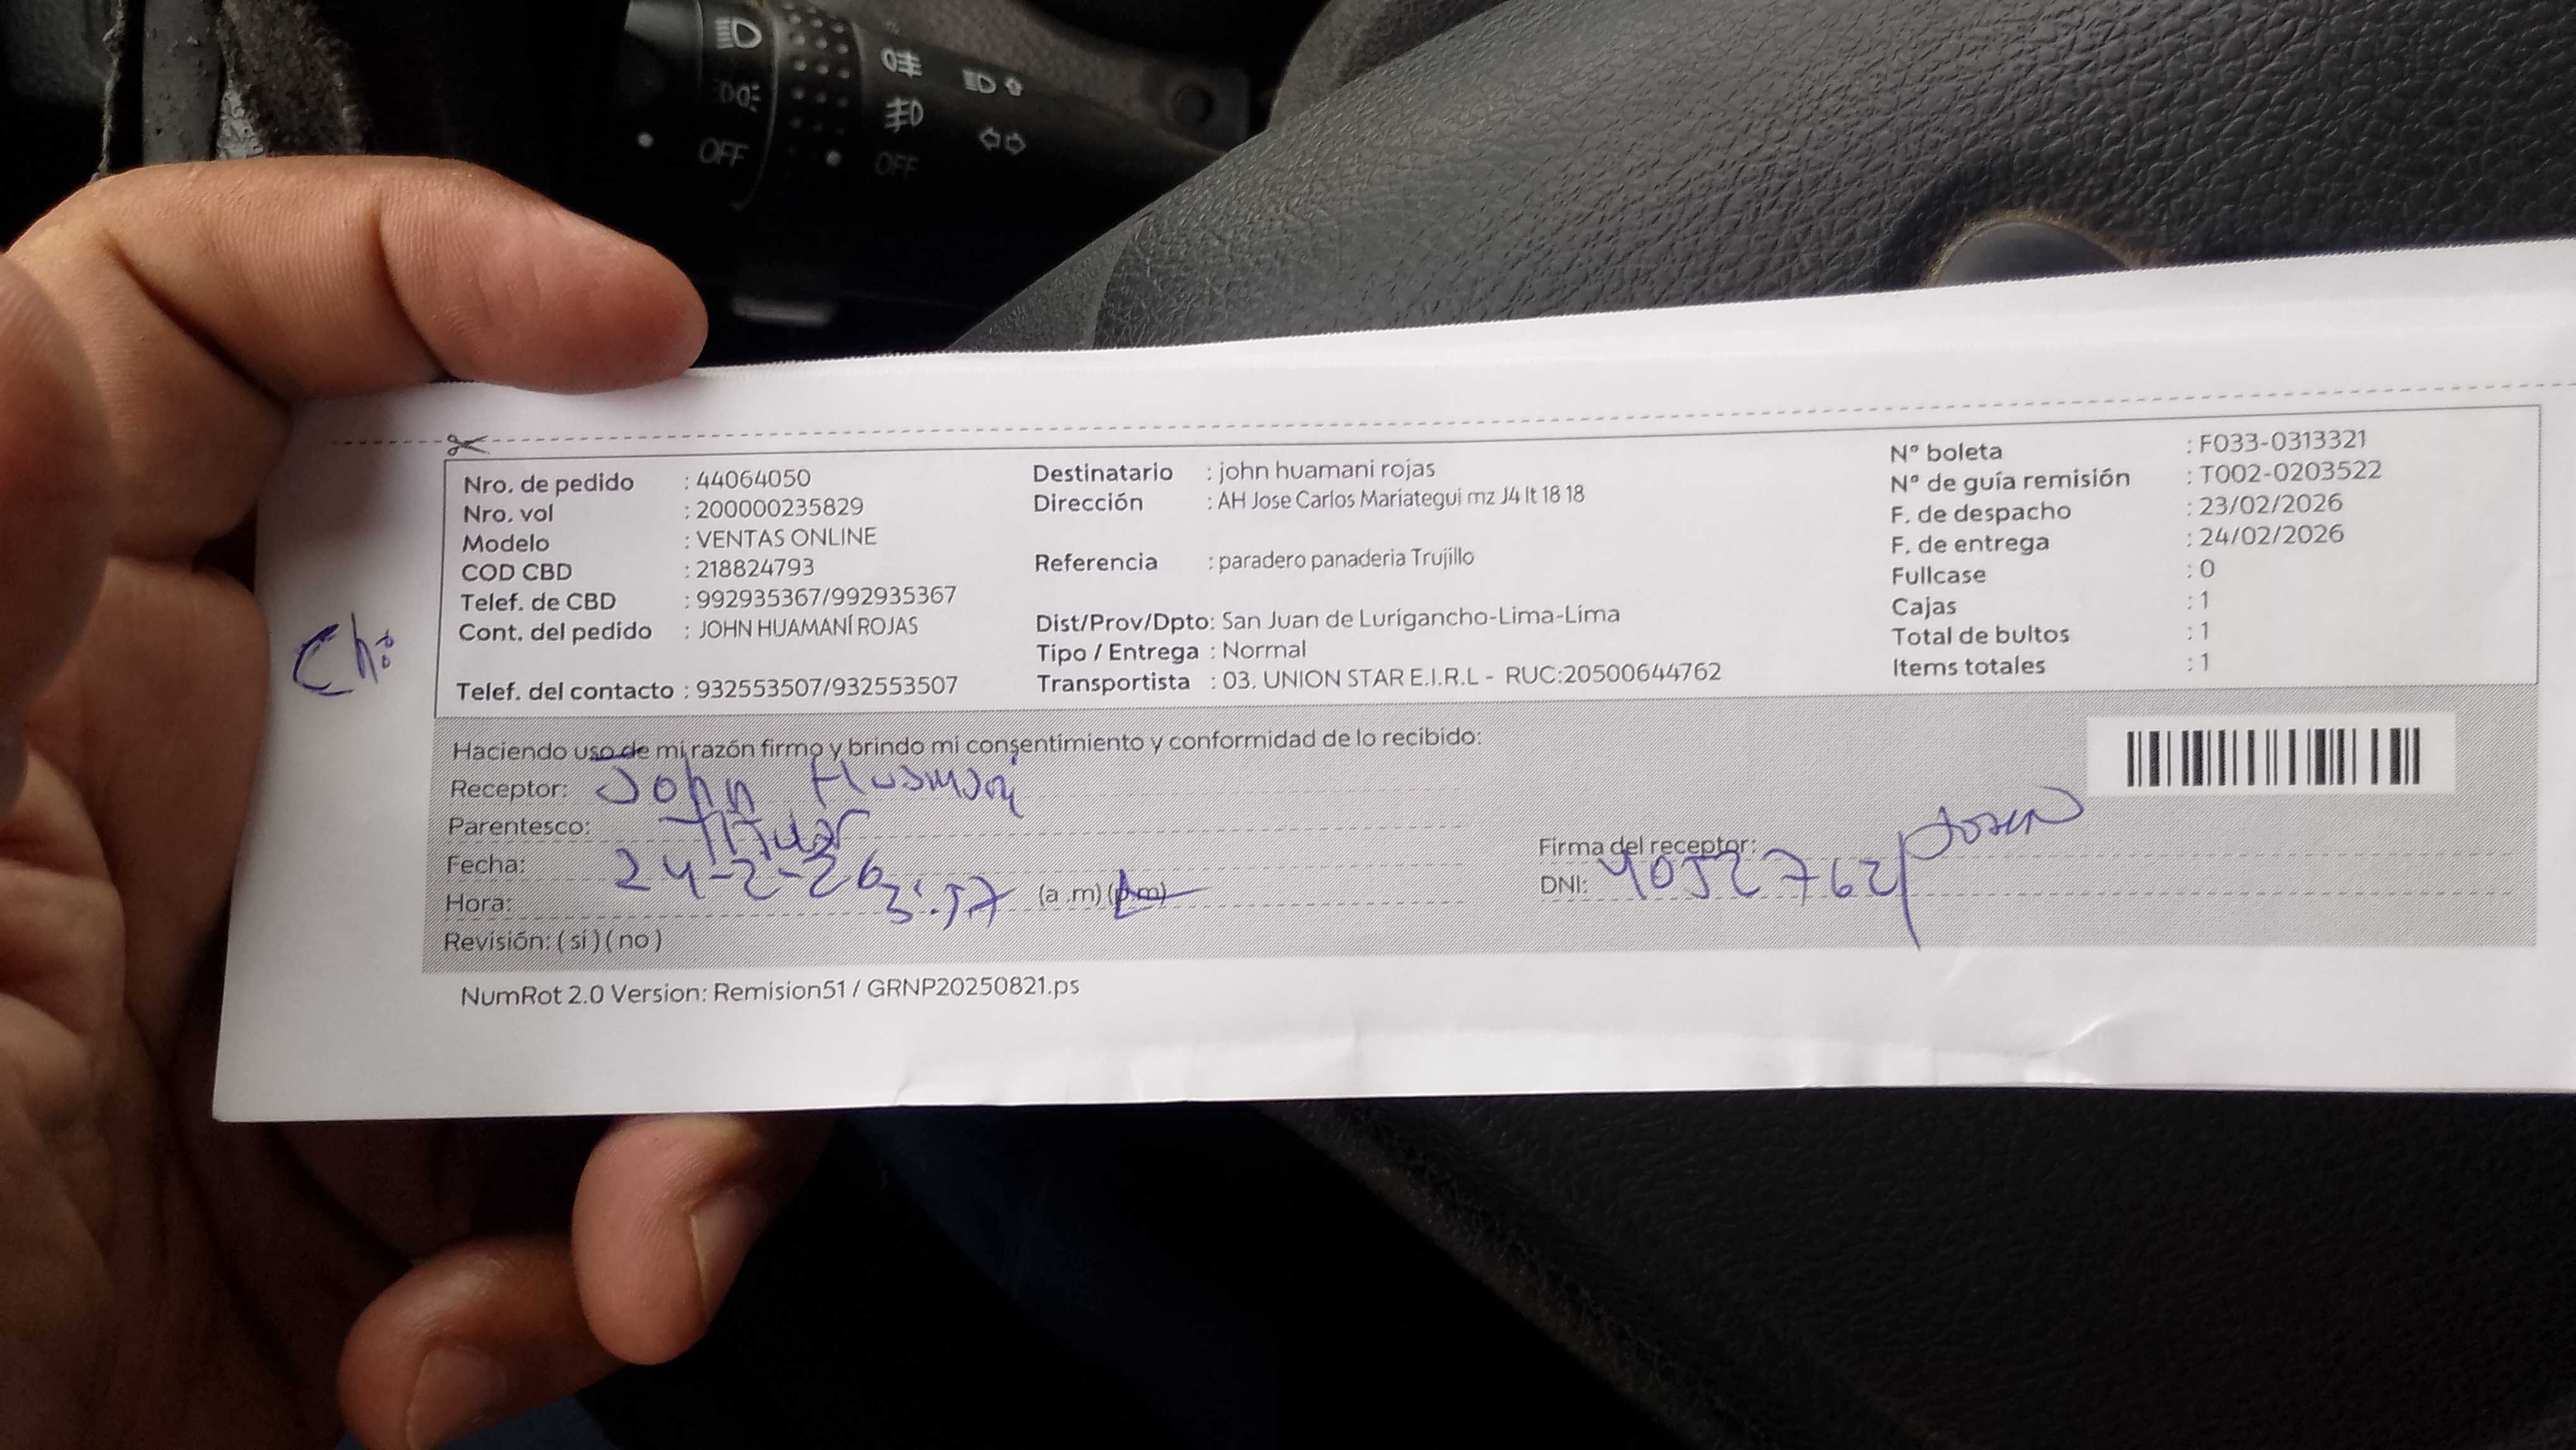 OFF OFF
Nro. de pedido : 44064050
Nro. vol : 200000235829
Modelo : VENTAS ONLINE
COD CBD : 218824793
Telef. de CBD : 992935367/992935367
Cont. del pedido : JOHN HUAMANÍ ROJAS
Telef. del contacto : 932553507/932553507
Destinatario : john huamani rojas
Dirección : AH Jose Carlos Mariategui mz J4 lt 18 18
Referencia : paradero panaderia Trujillo
Dist/Prov/Dpto: San Juan de Lurigancho-Lima-Lima
Tipo / Entrega : Normal
Transportista : 03. UNION STAR E.I.R.L - RUC:20500644762
N° boleta : F033-0313321
N° de guía remisión : T002-0203522
F. de despacho : 23/02/2026
F. de entrega : 24/02/2026
Fullcase : 0
Cajas : 1
Total de bultos : 1
Items totales : 1
Ch:
Haciendo uso de mi razón firmo y brindo mi consentimiento y conformidad de lo recibido:
Receptor: John Huamani
Parentesco: Titular
Fecha: 24-2-26
Hora: (a .m) (p.m)
Revisión: ( si ) ( no )
Firma del receptor:
DNI:
NumRot 2.0 Version: Remision51 / GRNP20250821.ps